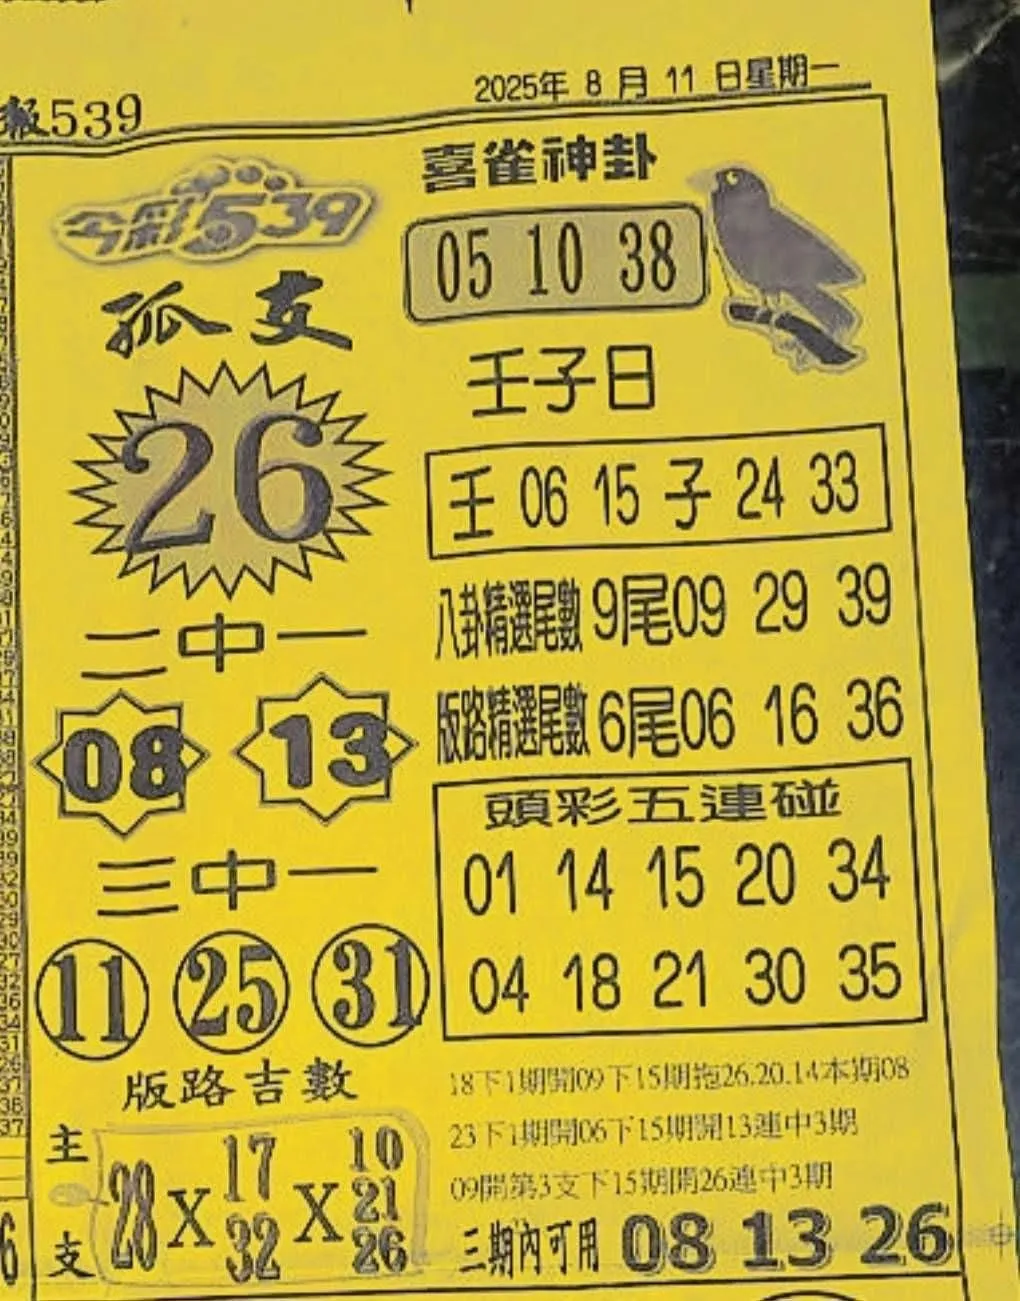 2025年 8 月 11 日星期一
報539
今彩539
孤支
26
二中一
08 13
三中一
11 25 31
版路吉數
主
支
28 X 17 32 X 10 21 26
喜雀神卦
05 10 38
壬子日
壬 06 15 子 24 33
八卦精選尾數 9尾09 29 39
版路精選尾數 6尾06 16 36
頭彩五連碰
01 14 15 20 34
04 18 21 30 35
18下1期開09下15期拖26.20.14本期08
23下1期開06下15期開13連中3期
09開第3支下15期開26連中3期
三期內可用 08 13 26